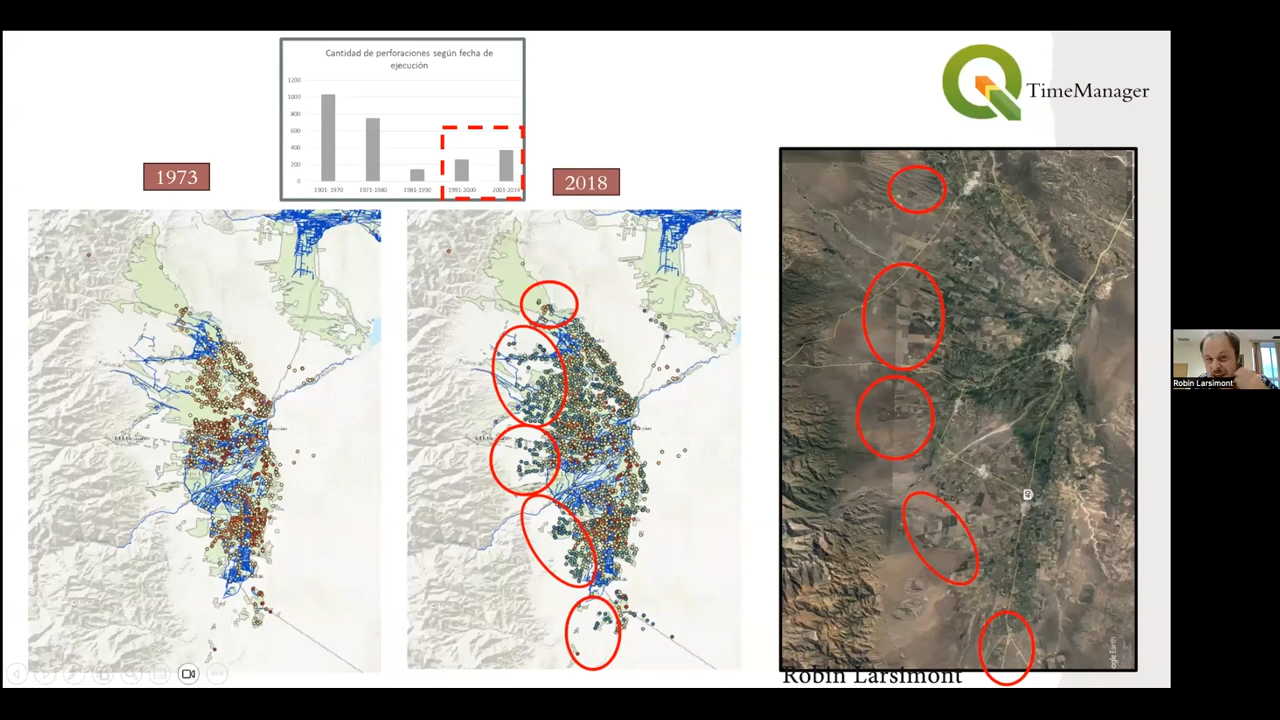 Cantidad de perforaciones según fecha de
ejecución
1200
1000
800
600
400
200
0
1901- 1970
1971-1980
1981-1990
1991-2000
2001-2014
TimeManager
1973
2018
Robin Larsimont
Robin Larsimont